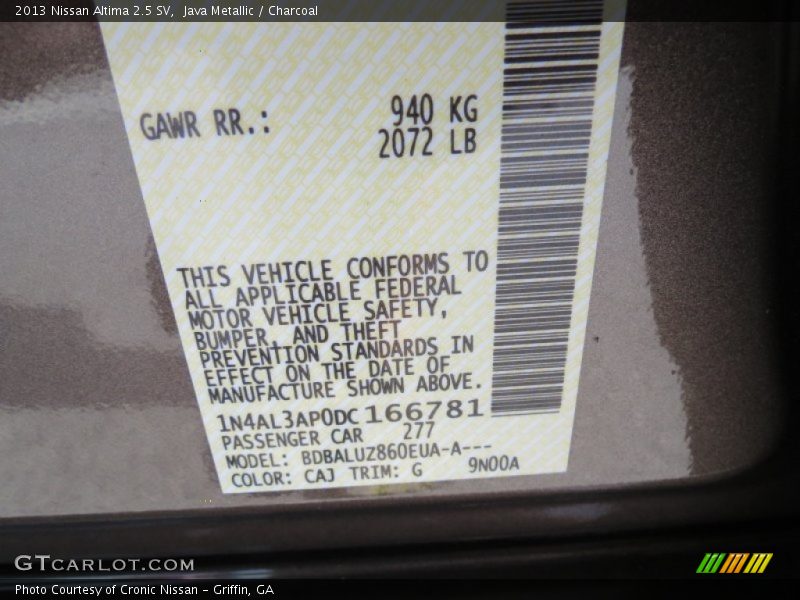 2013 Nissan Altima 2.5 SV,  Java Metallic / Charcoal
GAWR RR.: 940 KG
2072 LB
THIS VEHICLE CONFORMS TO
ALL APPLICABLE FEDERAL
MOTOR VEHICLE SAFETY,
BUMPER, AND THEFT
PREVENTION STANDARDS IN
EFFECT ON THE DATE OF
MANUFACTURE SHOWN ABOVE.
1N4AL3AP0DC166781
PASSENGER CAR 277
MODEL: BDBALUZ860EUA-A---
COLOR: CAJ TRIM: G 9N00A
GTCARLOT.COM
Photo Courtesy of Cronic Nissan - Griffin, GA